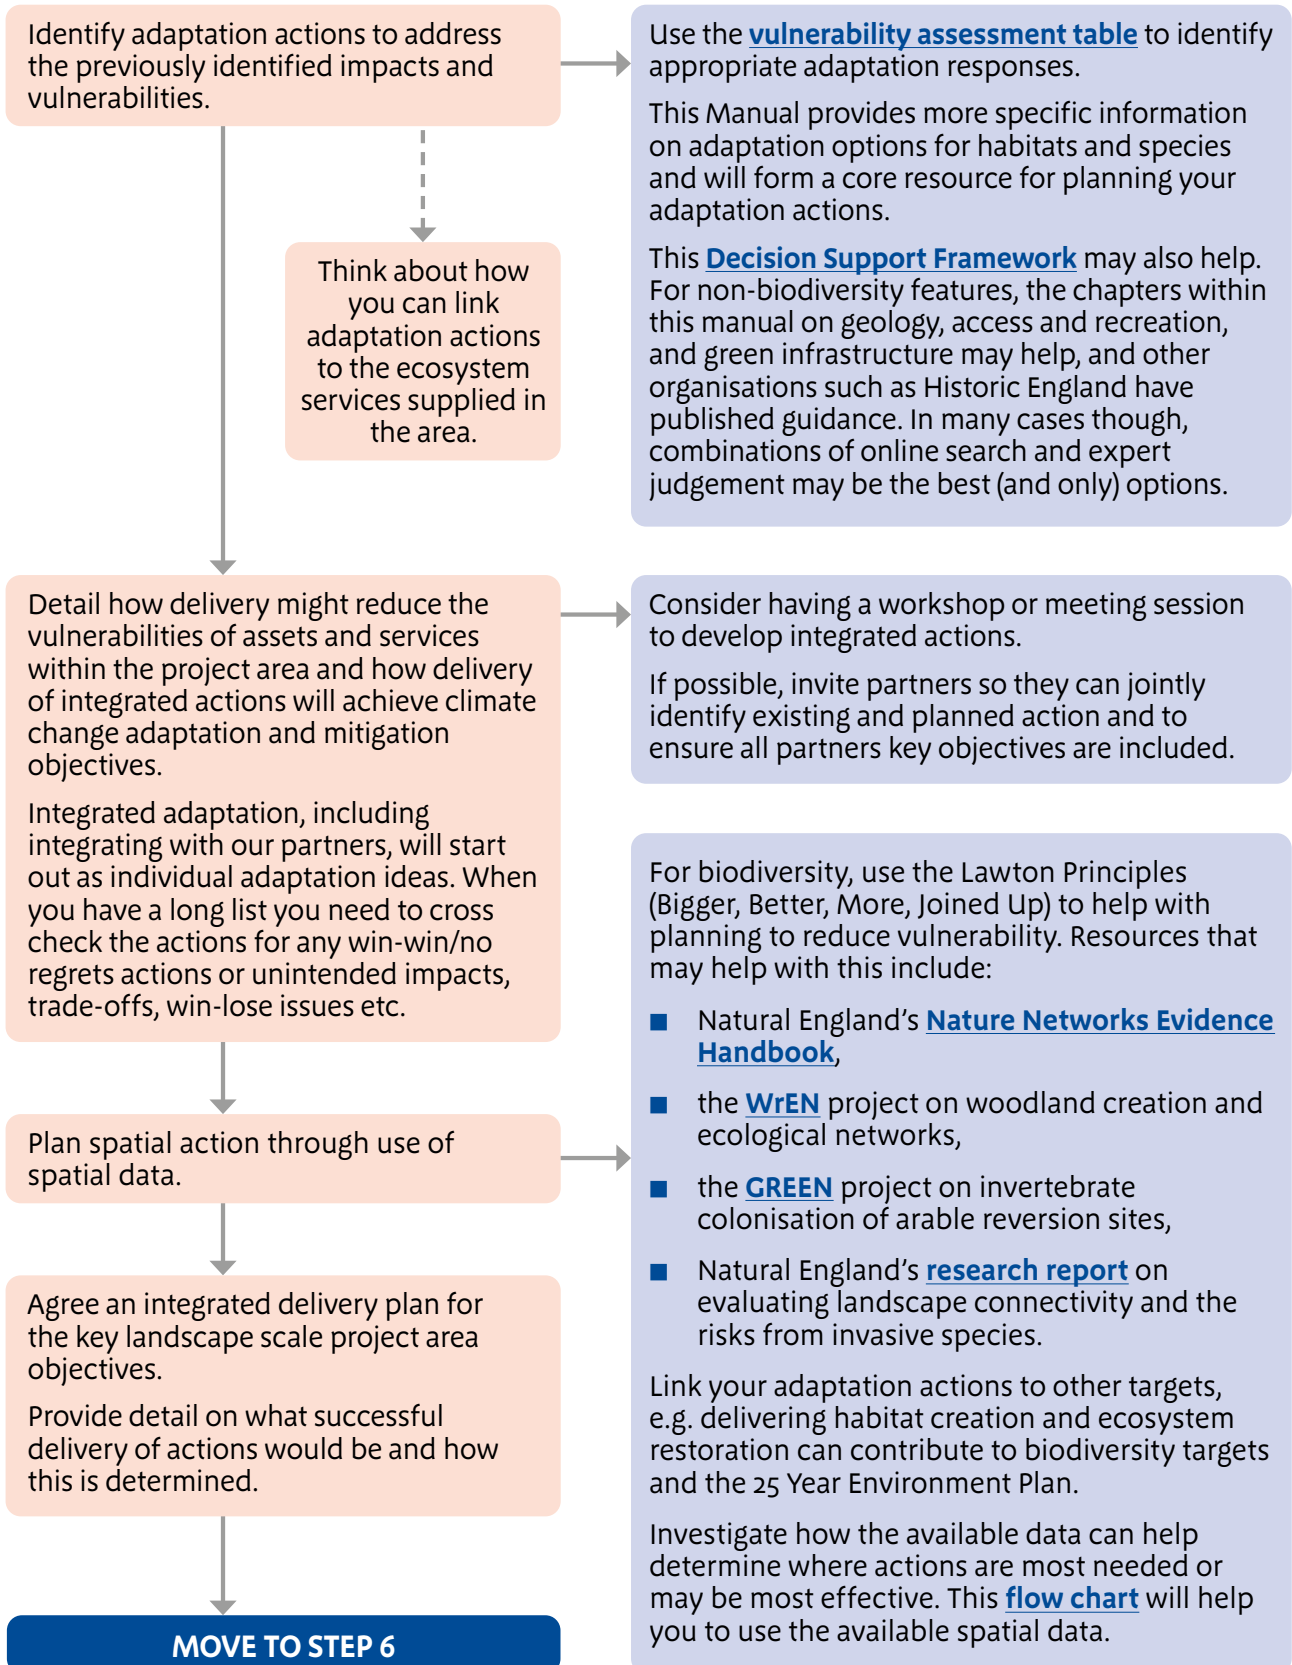 Identify adaptation actions to address
the previously identified impacts and
vulnerabilities.
Use the vulnerability assessment table to identify
appropriate adaptation responses.
This Manual provides more specific information
on adaptation options for habitats and species
and will form a core resource for planning your
adaptation actions.
This Decision Support Framework may also help.
For non-biodiversity features, the chapters within
this manual on geology, access and recreation,
and green infrastructure may help, and other
organisations such as Historic England have
published guidance. In many cases though,
combinations of online search and expert
judgement may be the best (and only) options.
Think about how
you can link
adaptation actions
to the ecosystem
services supplied in
the area.
Detail how delivery might reduce the
vulnerabilities of assets and services
within the project area and how delivery
of integrated actions will achieve climate
change adaptation and mitigation
objectives.
Integrated adaptation, including
integrating with our partners, will start
out as individual adaptation ideas. When
you have a long list you need to cross
check the actions for any win-win/no
regrets actions or unintended impacts,
trade-offs, win-lose issues etc.
Consider having a workshop or meeting session
to develop integrated actions.
If possible, invite partners so they can jointly
identify existing and planned action and to
ensure all partners key objectives are included.
Plan spatial action through use of
spatial data.
For biodiversity, use the Lawton Principles
(Bigger, Better, More, Joined Up) to help with
planning to reduce vulnerability. Resources that
may help with this include:
■ Natural England's Nature Networks Evidence
Handbook,
■ the WrEN project on woodland creation and
ecological networks,
■ the GREEN project on invertebrate
colonisation of arable reversion sites,
■ Natural England's research report on
evaluating landscape connectivity and the
risks from invasive species.
Link your adaptation actions to other targets,
e.g. delivering habitat creation and ecosystem
restoration can contribute to biodiversity targets
and the 25 Year Environment Plan.
Investigate how the available data can help
determine where actions are most needed or
may be most effective. This flow chart will help
you to use the available spatial data.
Agree an integrated delivery plan for
the key landscape scale project area
objectives.
Provide detail on what successful
delivery of actions would be and how
this is determined.
MOVE TO STEP 6